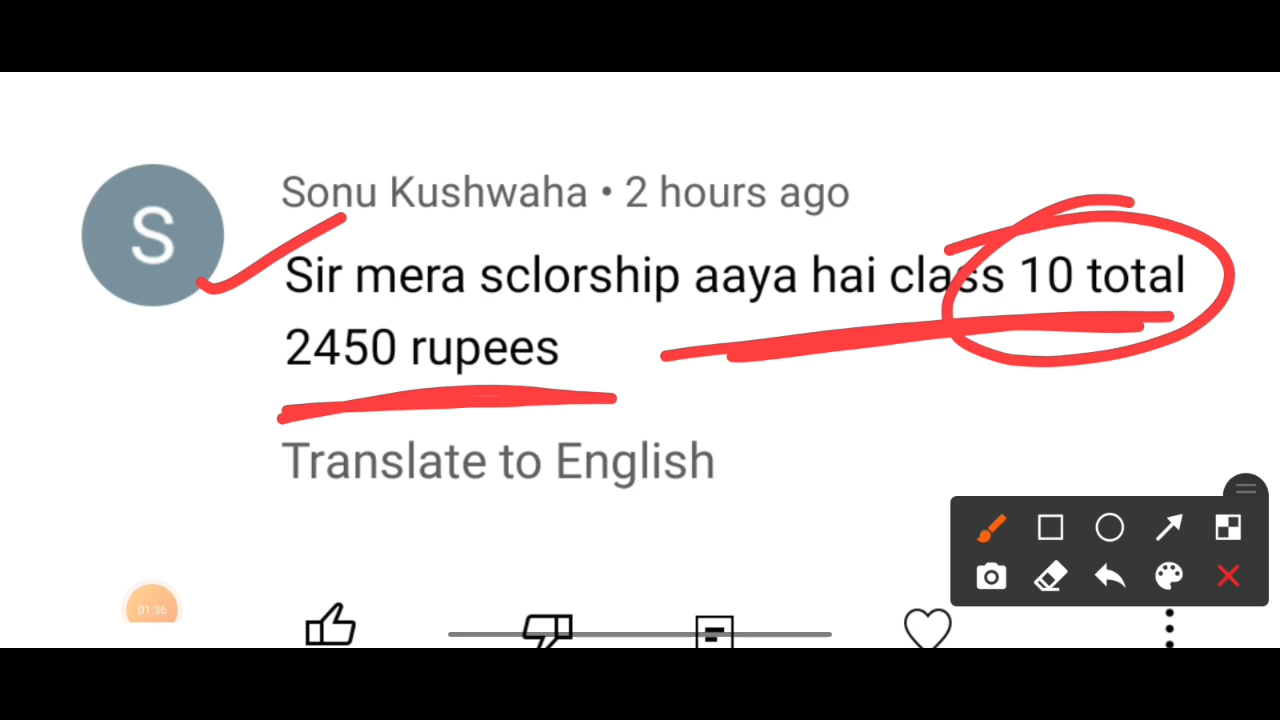 S
Sonu Kushwaha • 2 hours ago
Sir mera sclorship aaya hai class 10 total
2450 rupees
Translate to English
01:36